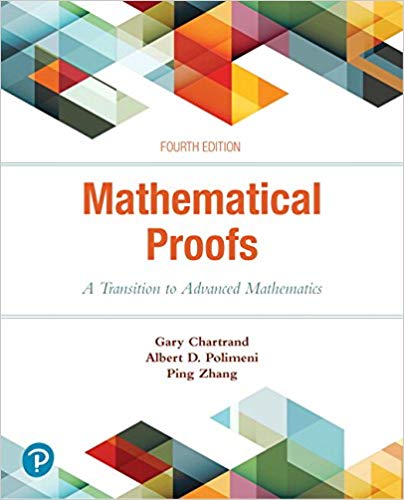 FOURTH EDITION
Mathematical
Proofs
A Transition to Advanced Mathematics
Gary Chartrand
Albert D. Polimeni
Ping Zhang
P